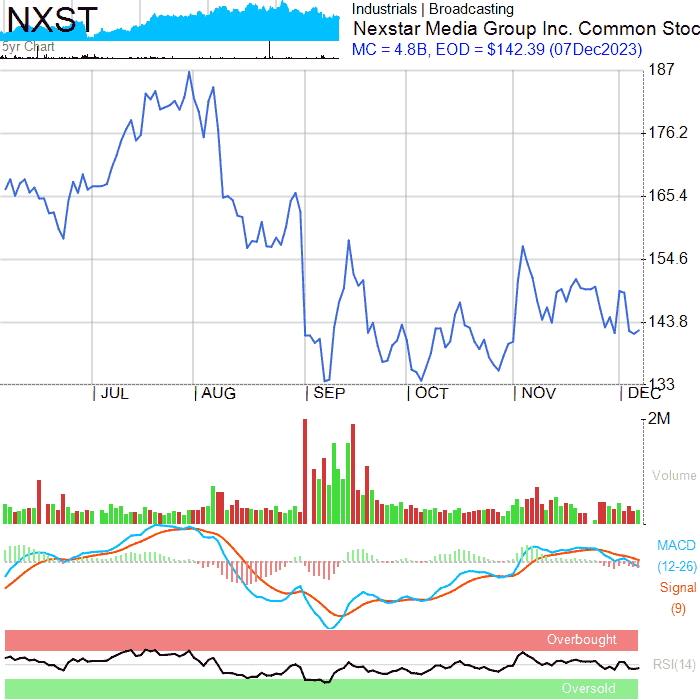 NXST
5yr Chart
Industrials | Broadcasting
Nexstar Media Group Inc. Common Stoc
MC = 4.8B, EOD = $142.39 (07Dec2023)
187
176.2
165.4
154.6
143.8
133
JUL
AUG
SEP
OCT
NOV
DEC
2M
Volume
MACD
(12-26)
Signal
(9)
Overbought
RSI(14)
Oversold